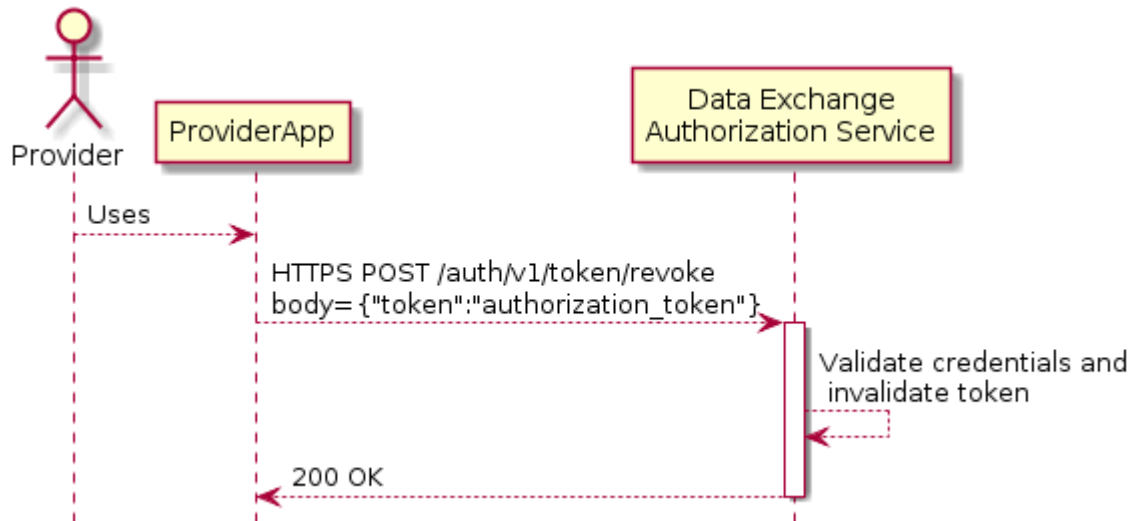 Provider
ProviderApp
Data Exchange
Authorization Service
Uses
HTTPS POST /auth/v1/token/revoke
body= {"token":"authorization_token"}
Validate credentials and
invalidate token
200 OK